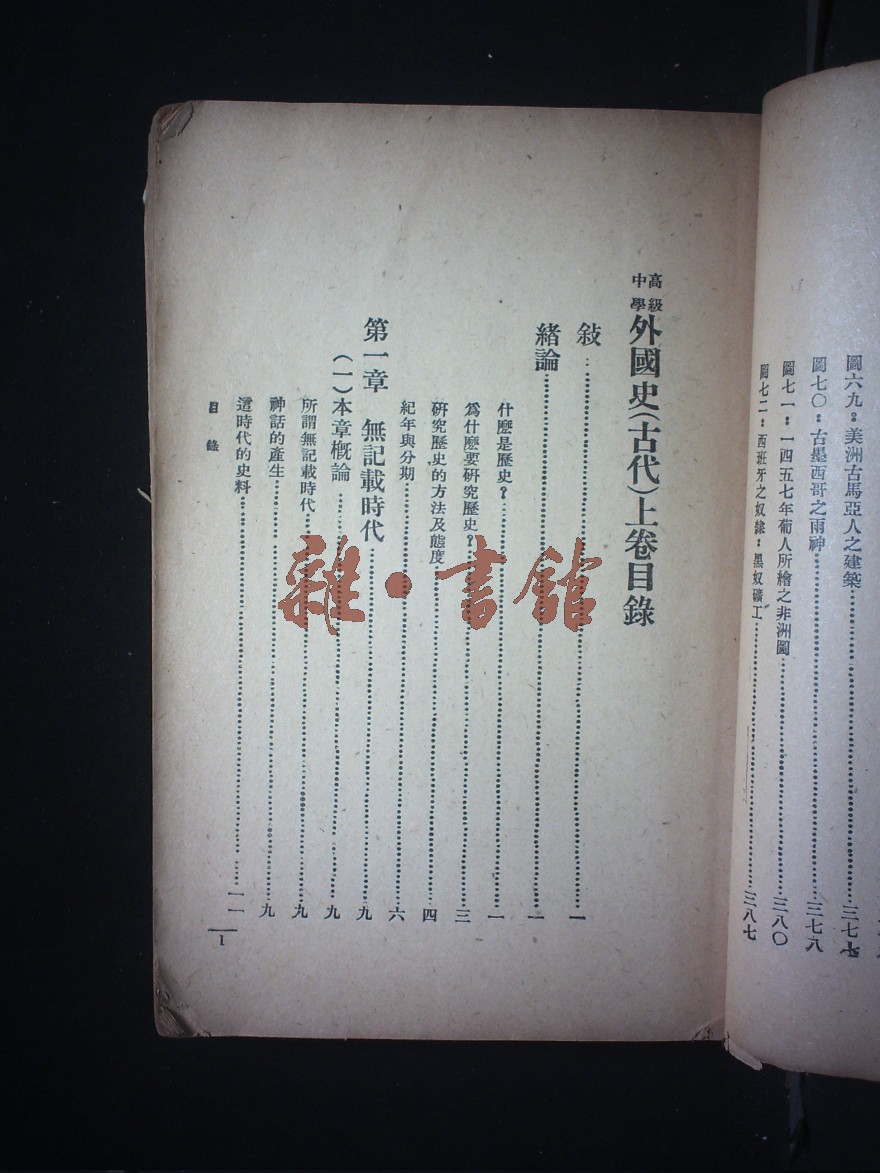 圖六九：美洲古馬亞人之建築……三七七
圖七〇：古墨西哥之雨神……三七八
圖七一：一四五七年葡人所繪之非洲圖……三八〇
圖七二：西班牙之奴隸：黑奴礦工……三八七
高級中學外國史（古代）上卷目錄
敍……一
緒論……一
什麼是歷史？……一
爲什麼要研究歷史？……三
研究歷史的方法及態度……四
紀年與分期……六
第一章　無記載時代……九
（一）本章概論……九
所謂無記載時代……九
神話的產生……九
這時代的史料……一一
目錄
1
雜·書館